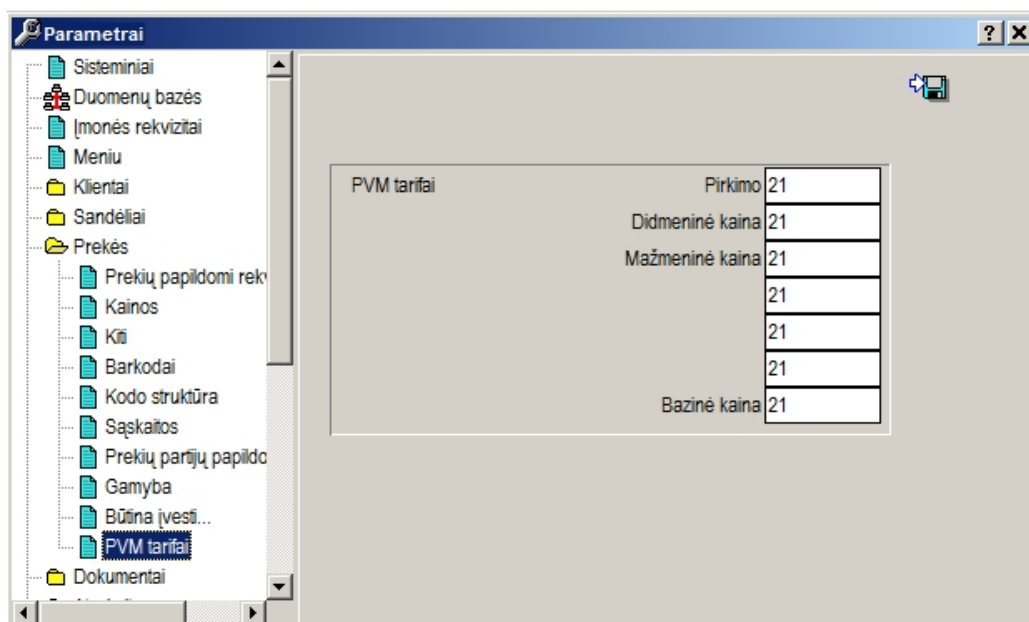 Parametrai
Sisteminiai
Duomenų bazės
Įmonės rekvizitai
Meniu
Klientai
Sandėliai
Prekės
Prekių papildomi rek
Kainos
Kiti
Barkodai
Kodo struktūra
Sąskaitos
Prekių partijų papildo
Gamyba
Būtina įvesti...
PVM tarifai
Dokumentai
PVM tarifai Pirkimo 21
Didmeninė kaina 21
Mažmeninė kaina 21
21
21
21
Bazinė kaina 21